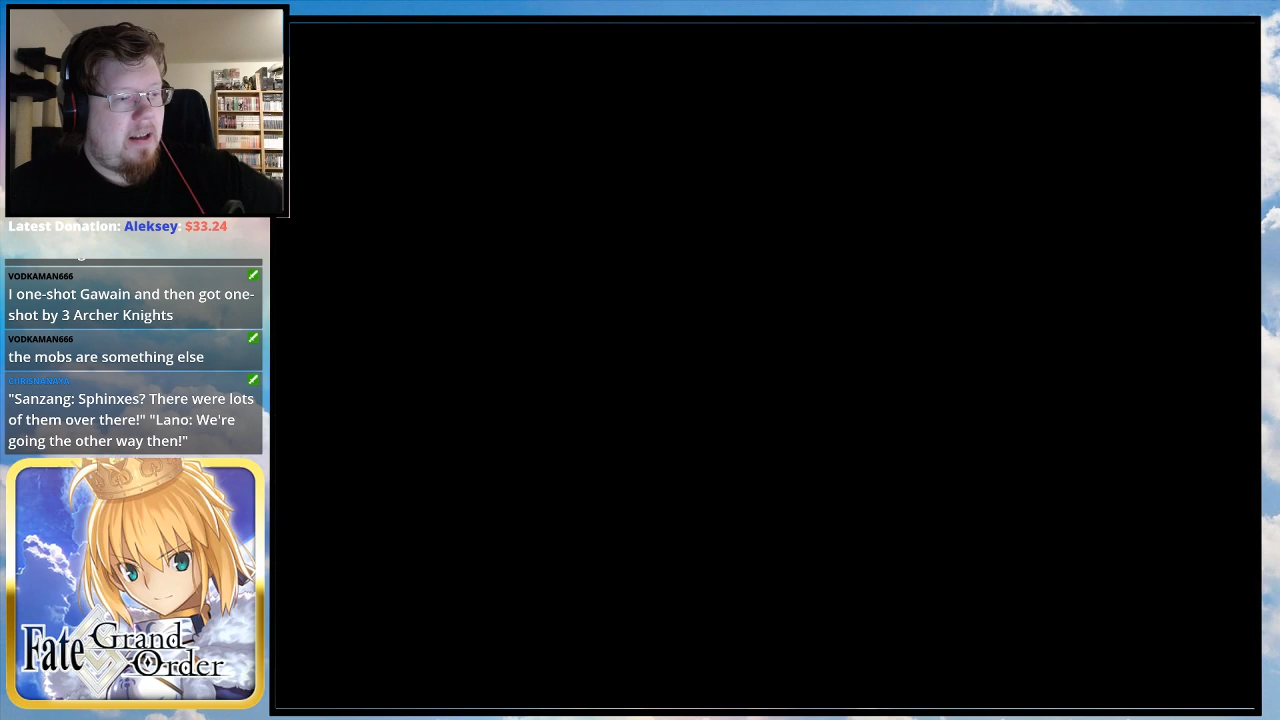 Latest Donation: Aleksey: $33.24
VODKAMAN666
I one-shot Gawain and then got one-
shot by 3 Archer Knights
VODKAMAN666
the mobs are something else
CHRISNANAYA
"Sanzang: Sphinxes? There were lots
of them over there!" "Lano: We're
going the other way then!"
Fate
Grand
Order